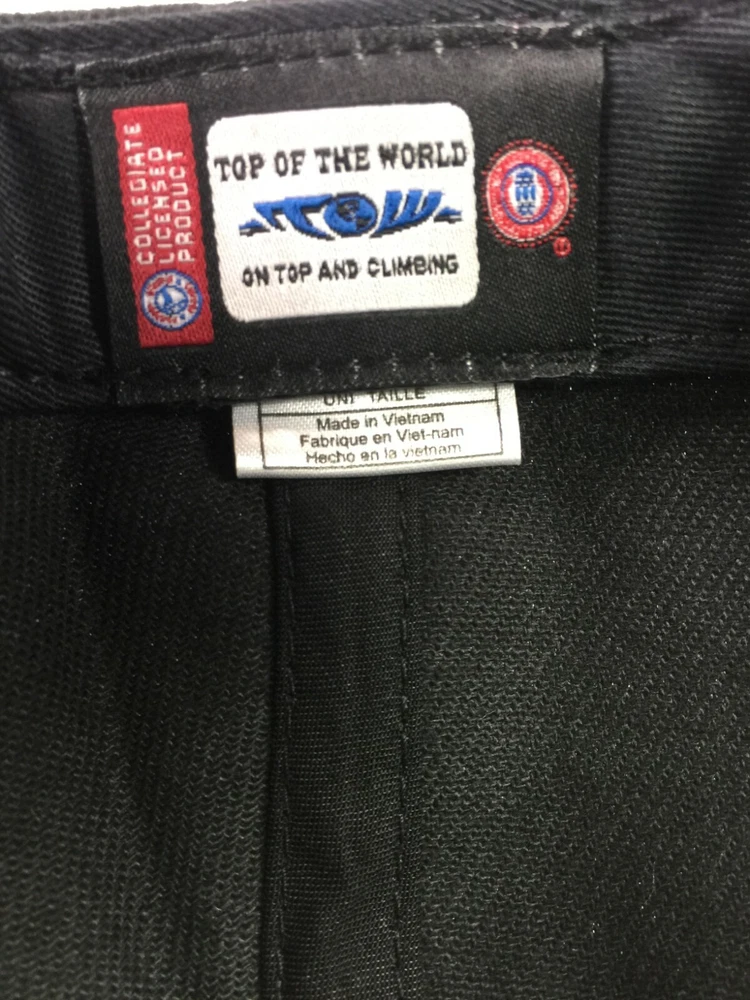 COLLEGIATE
LICENSED
PRODUCT
TOP OF THE WORLD
TOW
ON TOP AND CLIMBING
UNI TAILLE
Made in Vietnam
Fabrique en Viet-nam
Hecho en la vietnam